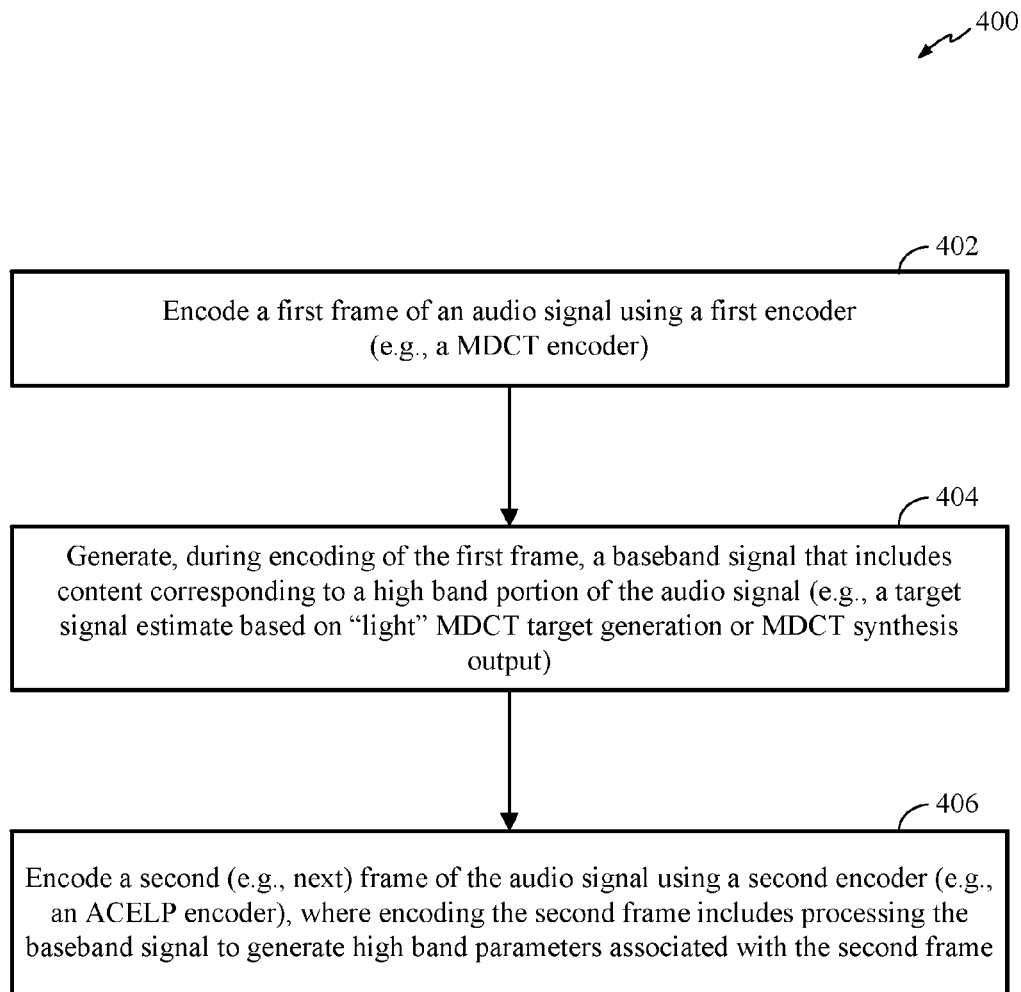 400
402
Encode a first frame of an audio signal using a first encoder
(e.g., a MDCT encoder)
404
Generate, during encoding of the first frame, a baseband signal that includes
content corresponding to a high band portion of the audio signal (e.g., a target
signal estimate based on “light” MDCT target generation or MDCT synthesis
output)
406
Encode a second (e.g., next) frame of the audio signal using a second encoder (e.g.,
an ACELP encoder), where encoding the second frame includes processing the
baseband signal to generate high band parameters associated with the second frame